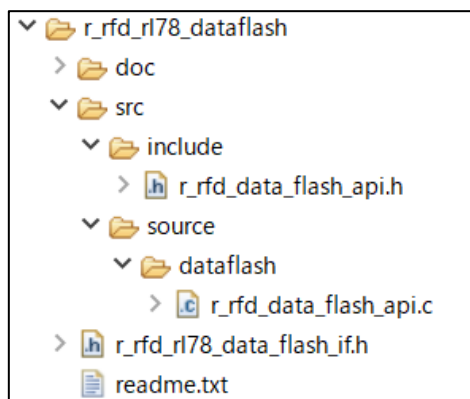 r_rfd_rl78_dataflash
doc
src
include
r_rfd_data_flash_api.h
source
dataflash
r_rfd_data_flash_api.c
r_rfd_rl78_data_flash_if.h
readme.txt